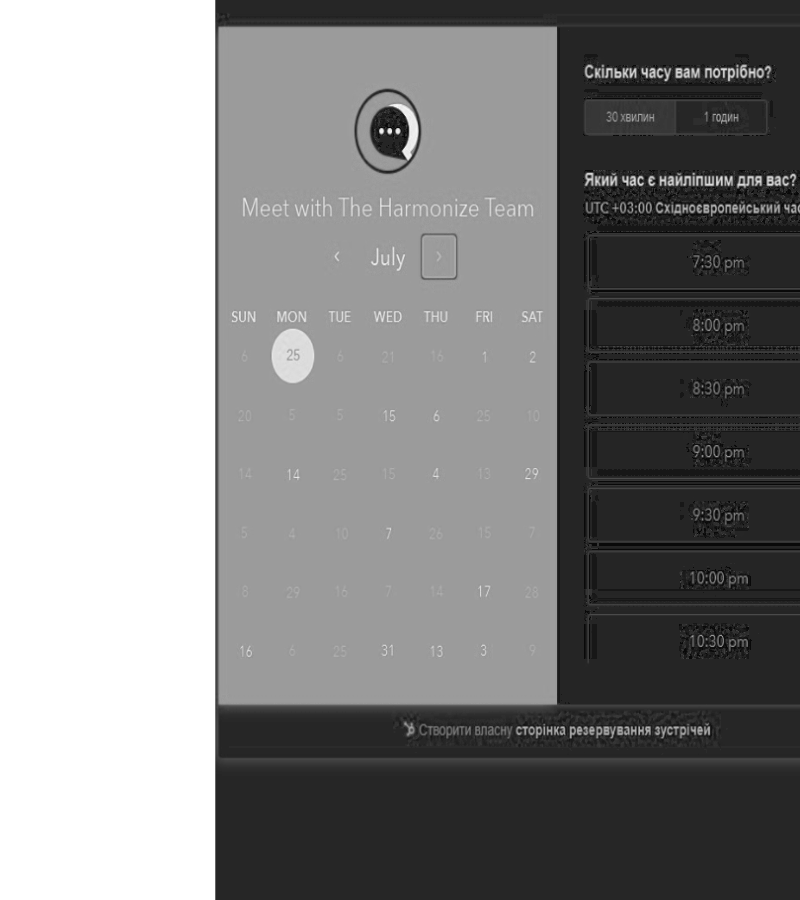 Meet with The Harmonize Team
July
SUN MON TUE WED THU FRI SAT
6 25 6 21 16 1 2
20 5 5 15 6 25 10
14 14 25 15 4 13 29
5 4 10 7 26 15 7
8 29 16 7 14 17 28
16 6 25 31 13 3 9
Скільки часу вам потрібно?
30 хвилин 1 годин
Який час є найліпшим для вас?
UTC +03:00 Східноєвропейський час
7:30 pm
8:00 pm
8:30 pm
9:00 pm
9:30 pm
10:00 pm
10:30 pm
Створити власну сторінка резервування зустрічей